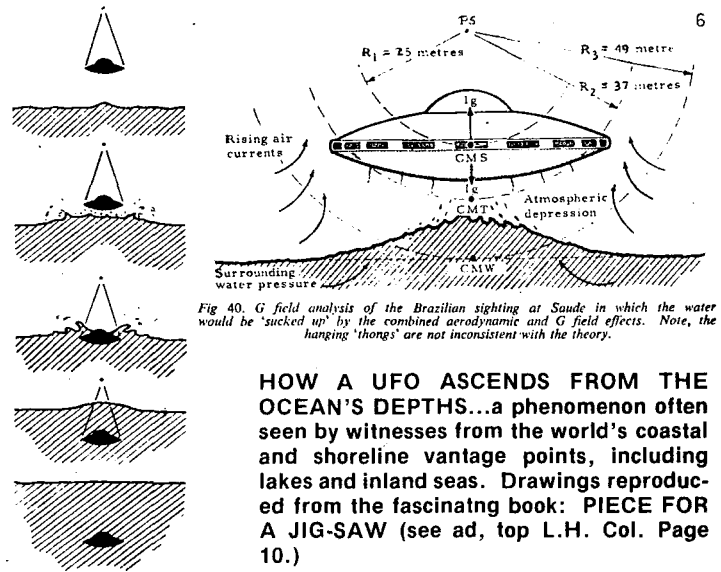 6
PS
R1 = 25 metres
R3 = 49 metre
R2 = 37 metres
1g
Rising air
currents
CMS
1g
CMT
Atmospheric
depression
CMW
Surrounding
water pressure
Fig 40. G field analysis of the Brazilian sighting at Saude in which the water
would be 'sucked up' by the combined aerodynamic and G field effects. Note, the
hanging 'thongs' are not inconsistent with the theory.
HOW A UFO ASCENDS FROM THE
OCEAN'S DEPTHS...a phenomenon often
seen by witnesses from the world's coastal
and shoreline vantage points, including
lakes and inland seas. Drawings reproduc-
ed from the fascinatng book: PIECE FOR
A JIG-SAW (see ad, top L.H. Col. Page
10.)